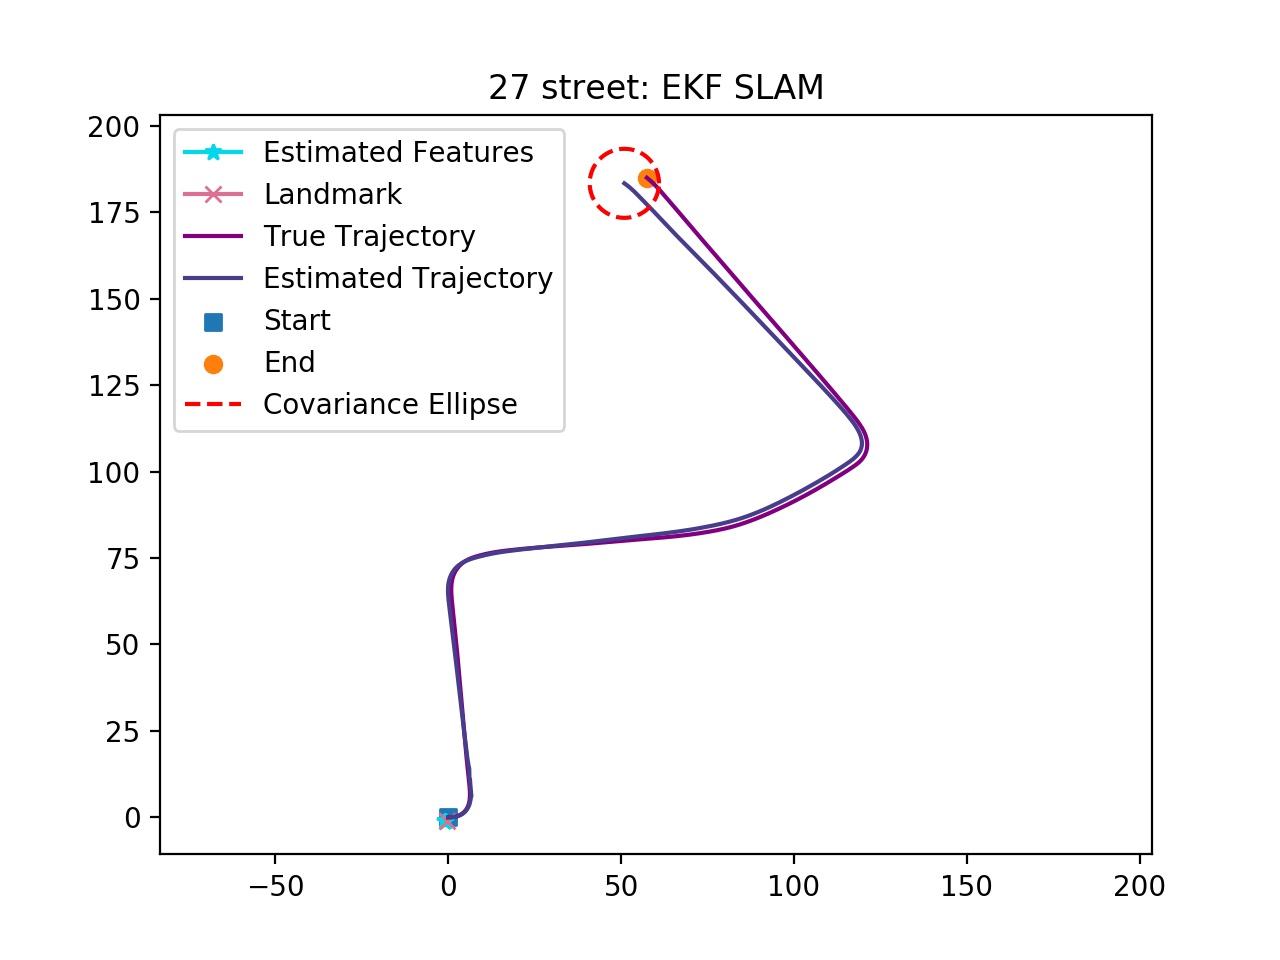 27 street: EKF SLAM
200
175
150
125
100
75
50
25
0
Estimated Features
Landmark
True Trajectory
Estimated Trajectory
Start
End
Covariance Ellipse
−50 0 50 100 150 200